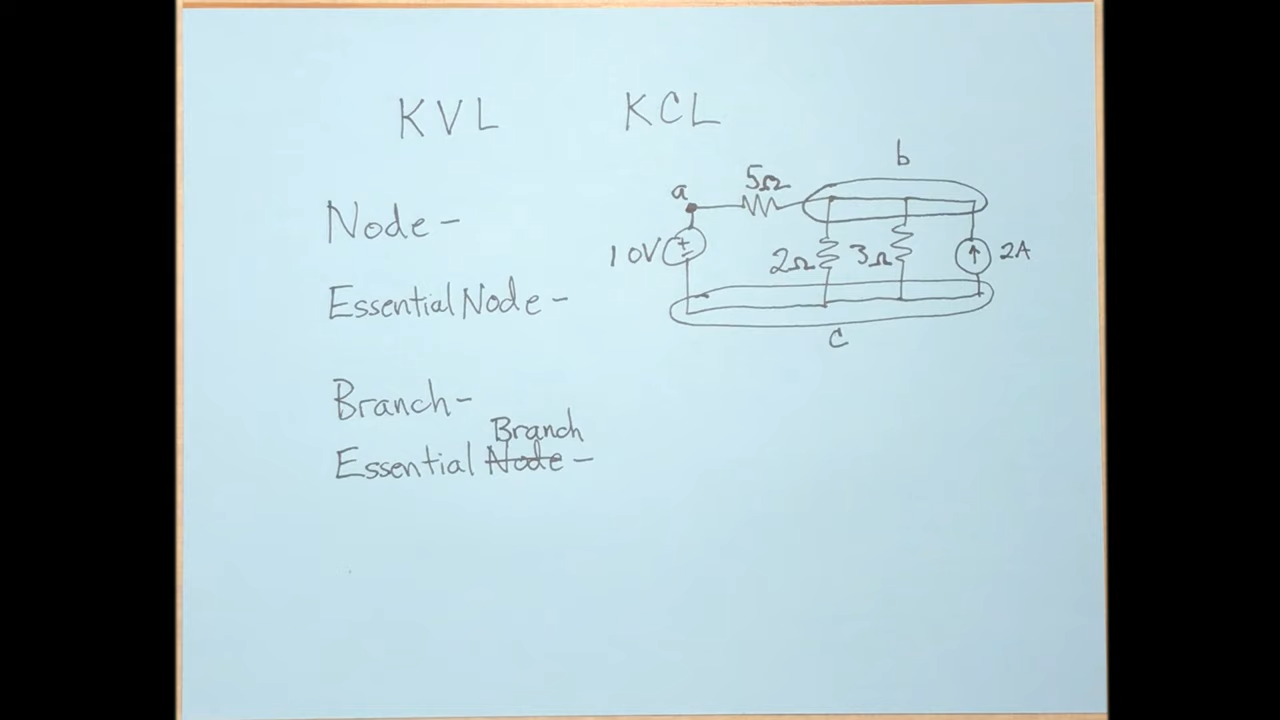 KVL KCL
Node-
Essential Node-
Branch-
Branch
Essential Node-
b
a
5Ω
10V
2Ω
3Ω
2A
c